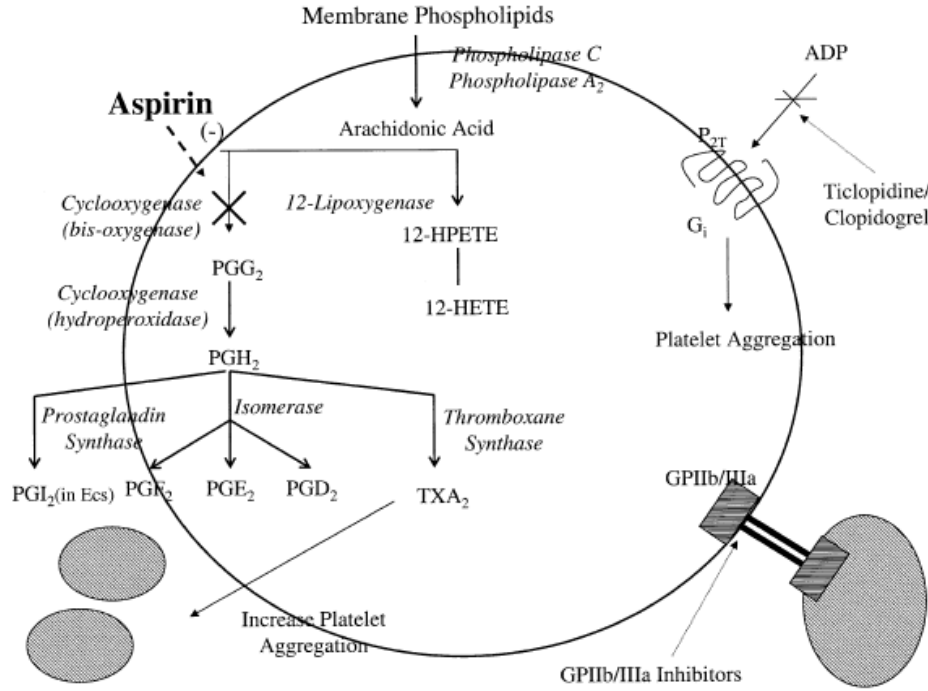 Membrane Phospholipids
Phospholipase C
Phospholipase A₂
ADP
Aspirin
(-)
Arachidonic Acid
P₂T
Ticlopidine/
Clopidogrel
Cyclooxygenase
(bis-oxygenase)
12-Lipoxygenase
12-HPETE
Gᵢ
PGG₂
Cyclooxygenase
(hydroperoxidase)
12-HETE
Platelet Aggregation
PGH₂
Prostaglandin
Synthase
Isomerase
Thromboxane
Synthase
PGI₂(in Ecs)
PGF₂
PGE₂
PGD₂
TXA₂
GPIIb/IIIa
Increase Platelet
Aggregation
GPIIb/IIIa Inhibitors